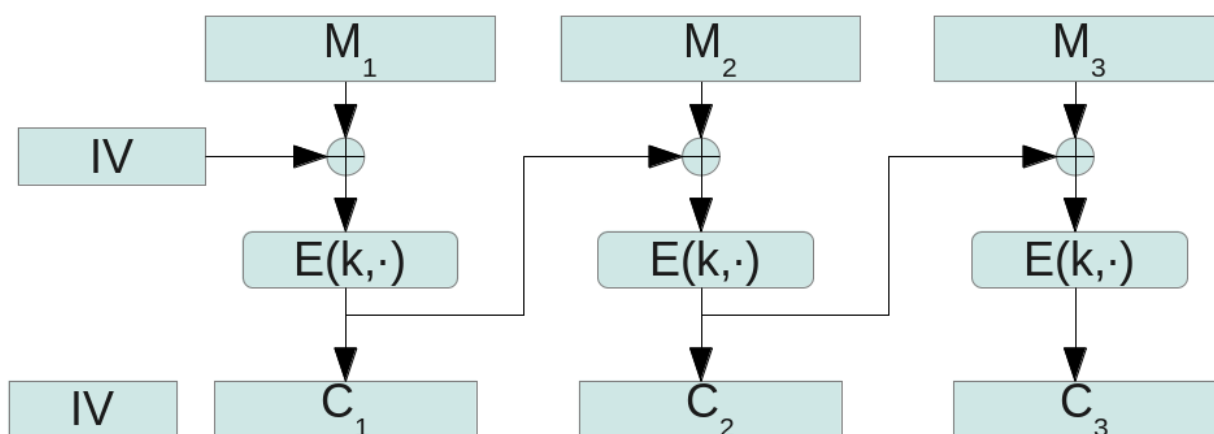 M₁ M₂ M₃
IV
E(k,·) E(k,·) E(k,·)
IV C₁ C₂ C₃